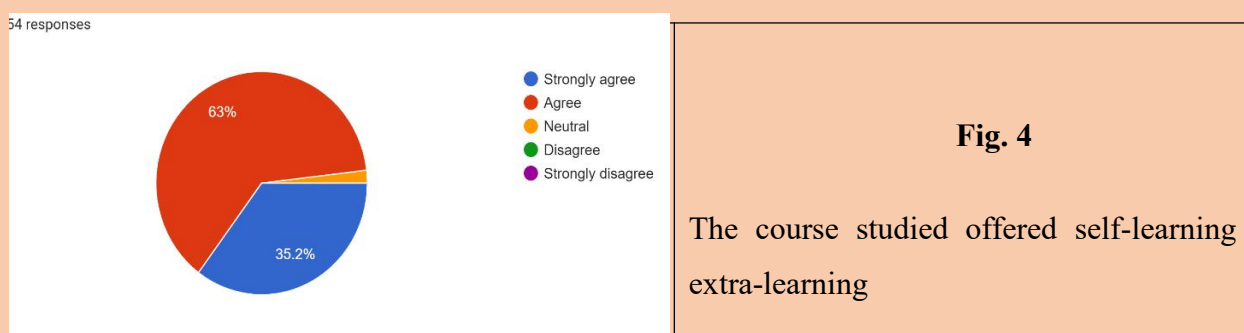 54 responses
63%
35.2%
Strongly agree
Agree
Neutral
Disagree
Strongly disagree
Fig. 4
The course studied offered self-learning
extra-learning